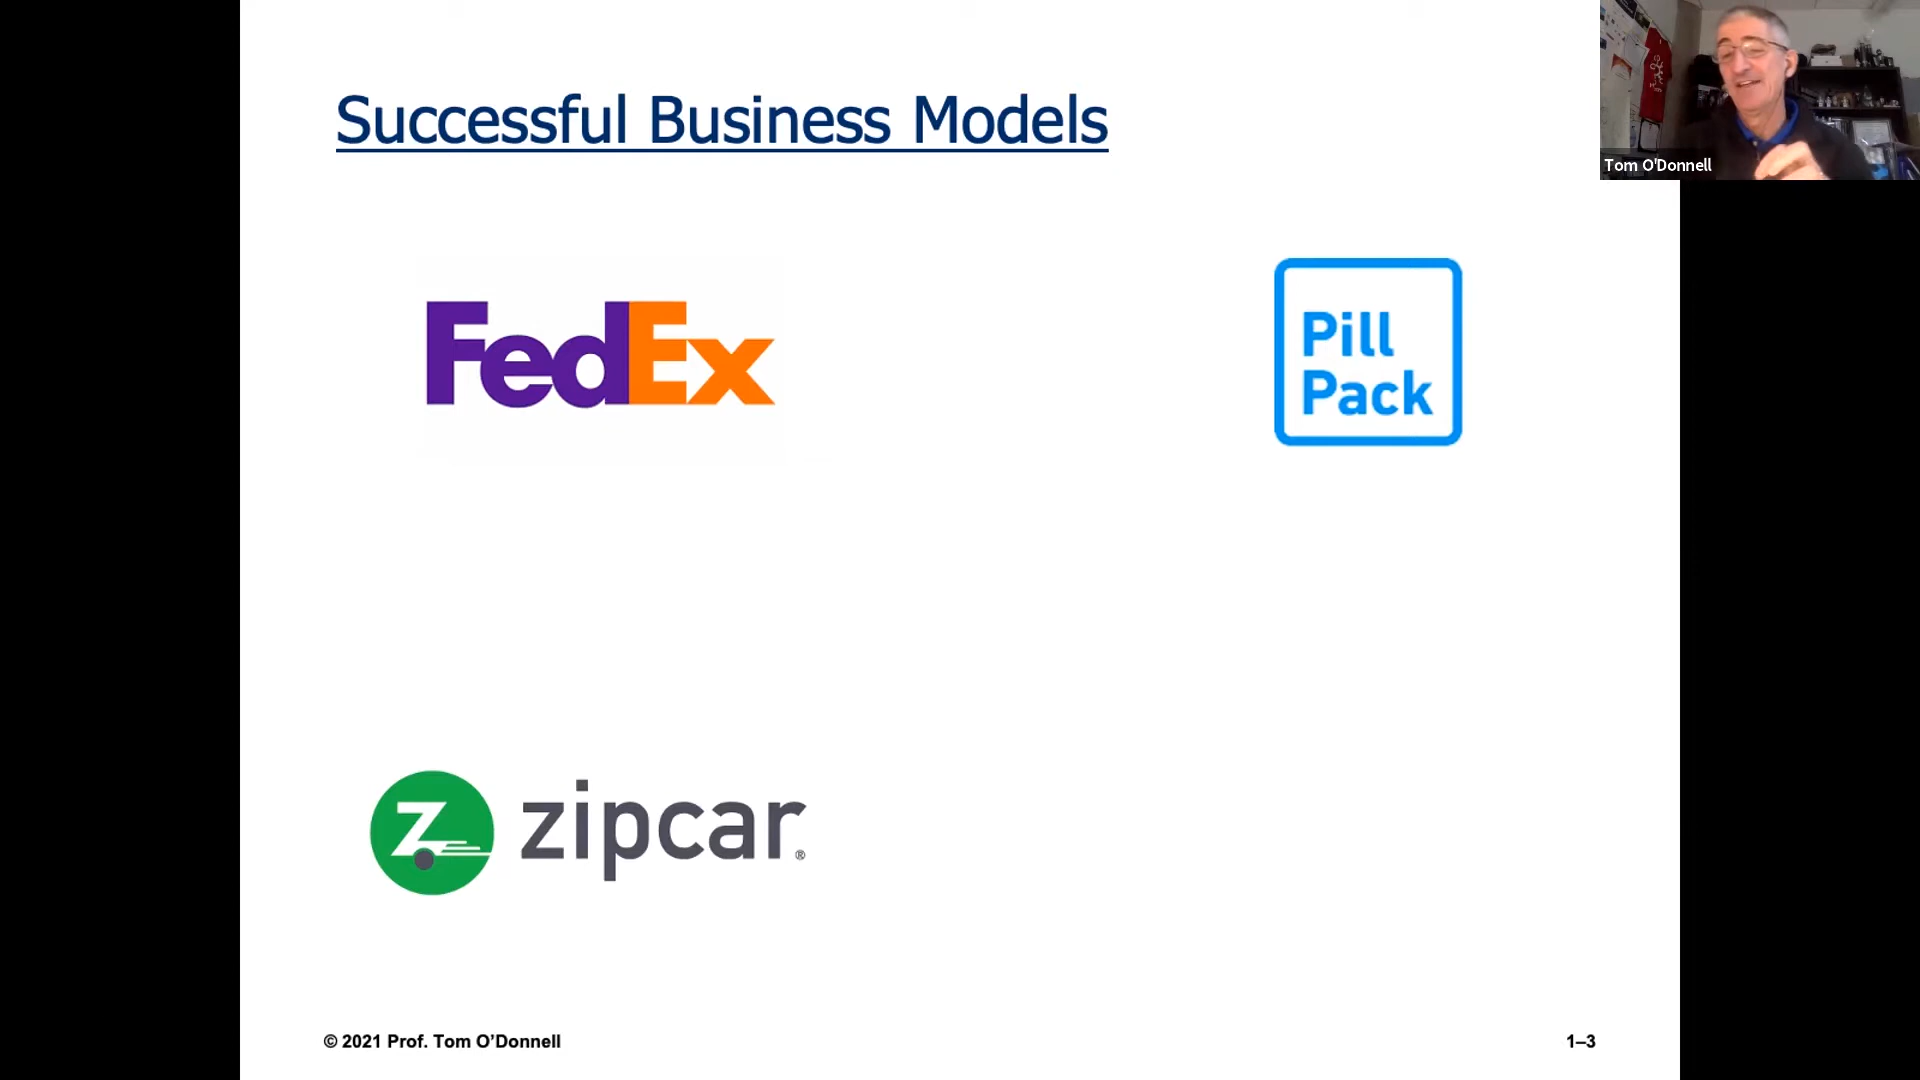 Successful Business Models
Tom O'Donnell
FedEx
Pill
Pack
Z
zipcar®
© 2021 Prof. Tom O’Donnell
1–3